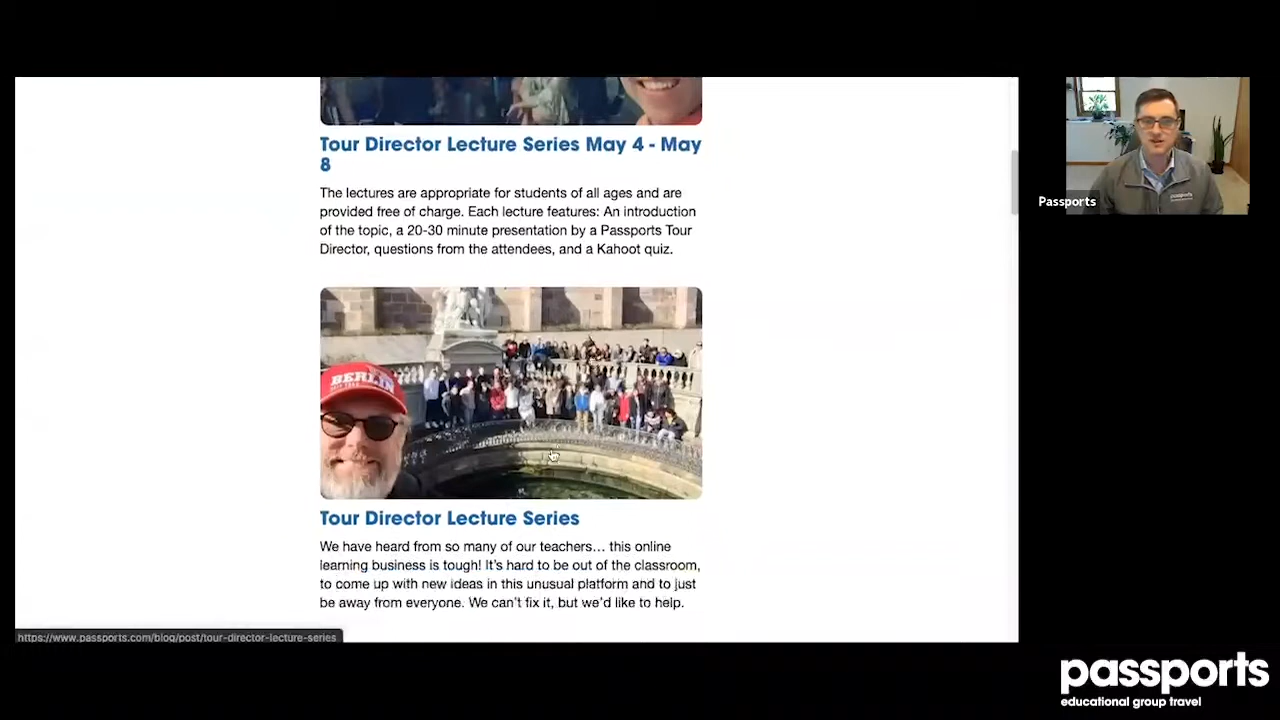 Tour Director Lecture Series May 4 - May
8
The lectures are appropriate for students of all ages and are
provided free of charge. Each lecture features: An introduction
of the topic, a 20-30 minute presentation by a Passports Tour
Director, questions from the attendees, and a Kahoot quiz.
BERLIN
Tour Director Lecture Series
We have heard from so many of our teachers… this online
learning business is tough! It's hard to be out of the classroom,
to come up with new ideas in this unusual platform and to just
be away from everyone. We can't fix it, but we'd like to help.
https://www.passports.com/blog/post/tour-director-lecture-series
passports
Passports
passports
educational group travel